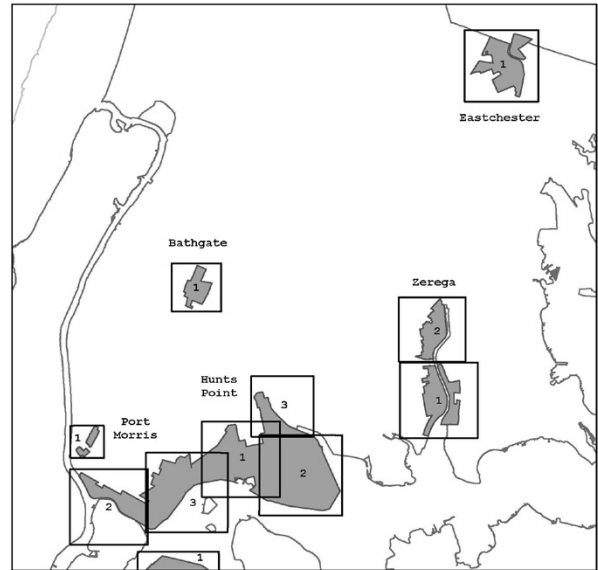 1
Eastchester
Bathgate
1
Zerega
2
1
Hunts
Point
3
1
2
Port
Morris
1
2
3
1